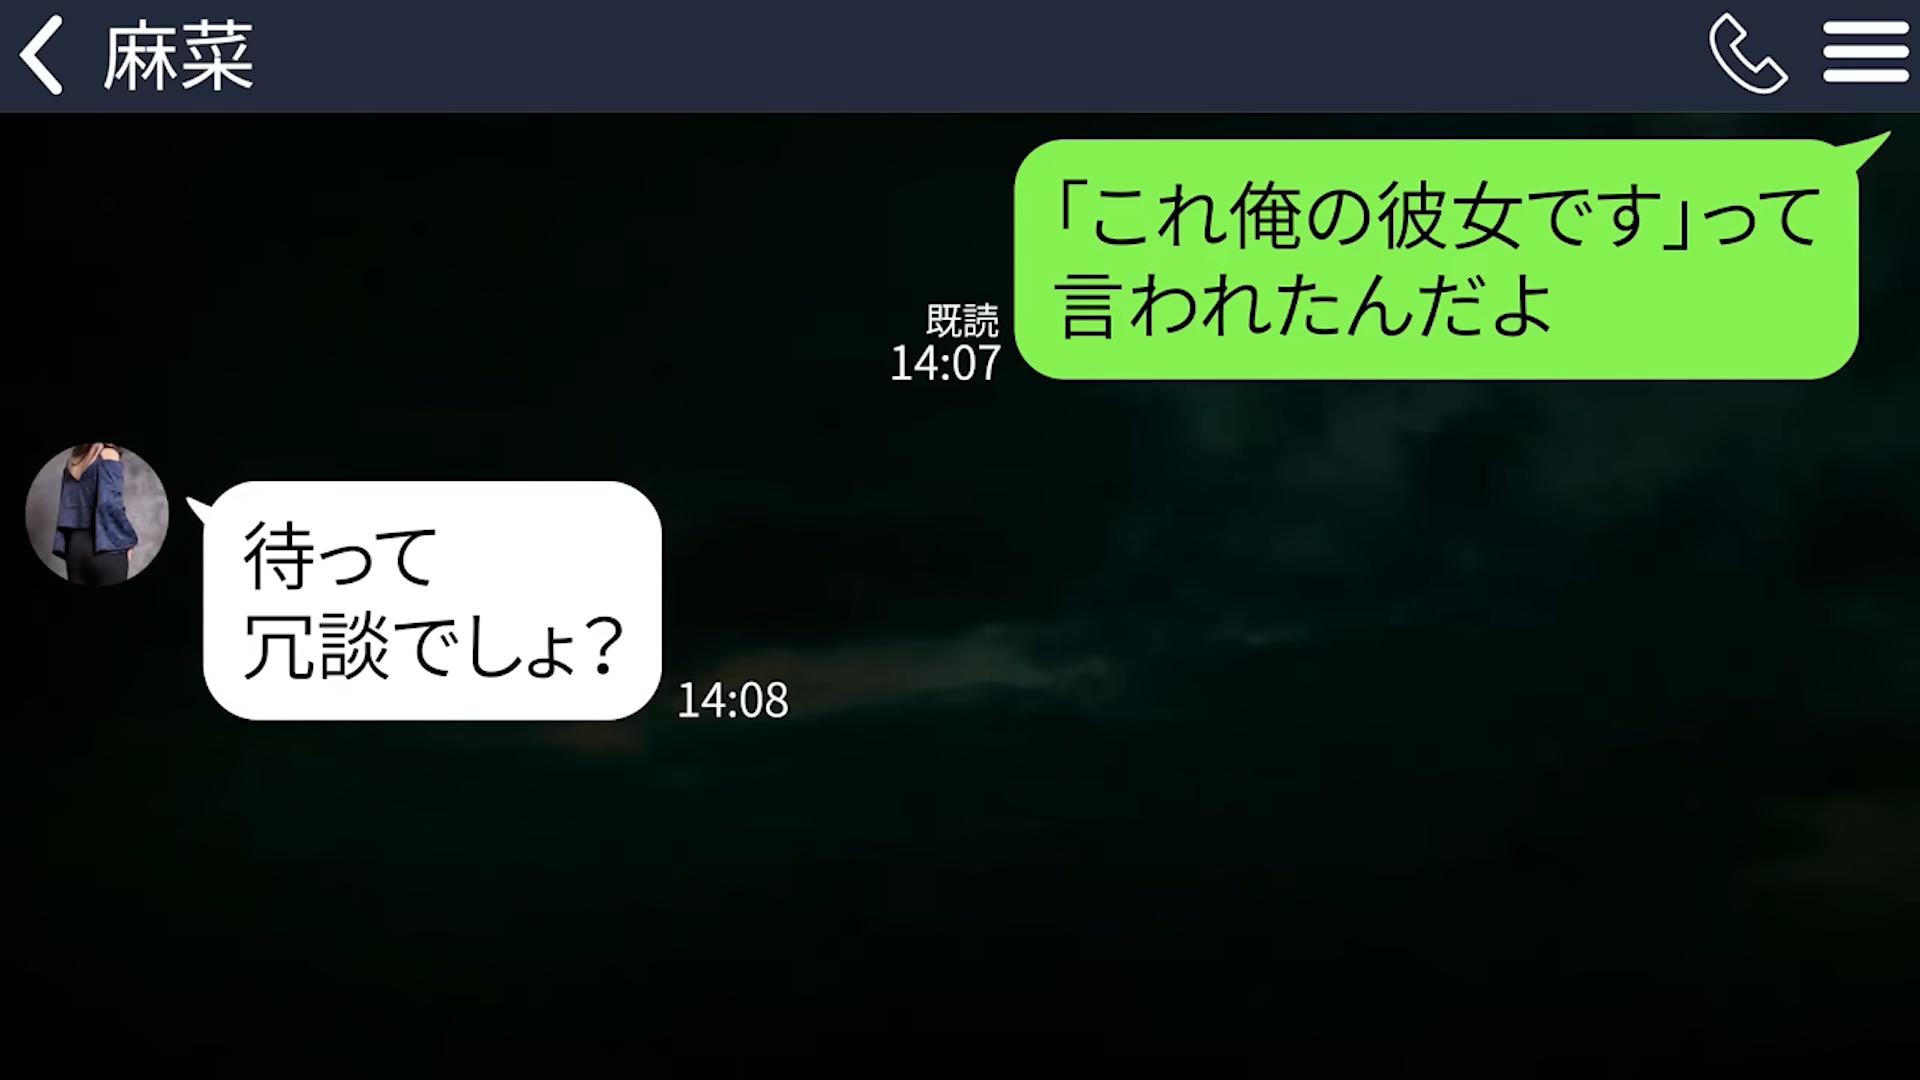 麻菜
「これ俺の彼女です」って
言われたんだよ
既読
14:07
待って
冗談でしょ？
14:08